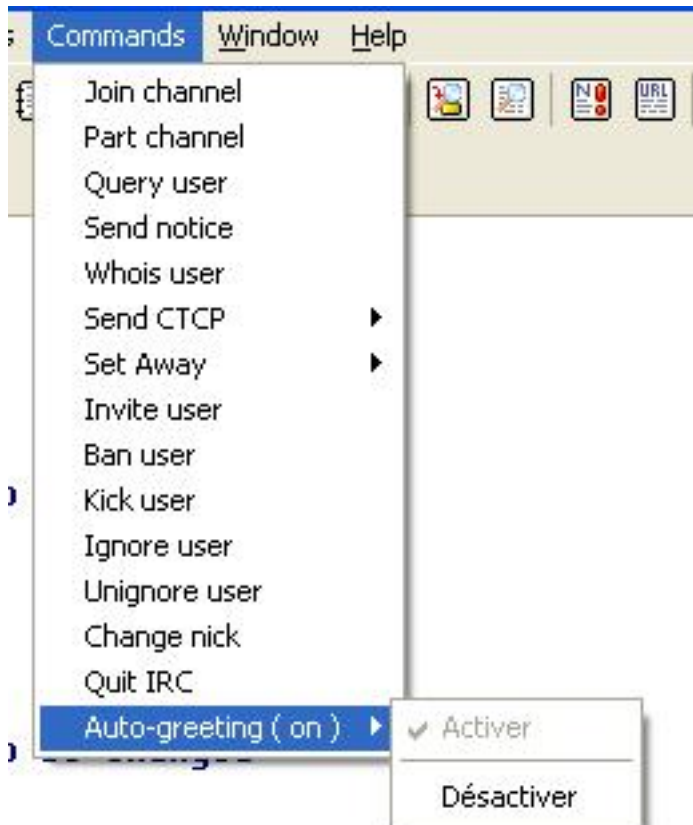 Commands Window Help
N URL
Join channel
Part channel
Query user
Send notice
Whois user
Send CTCP
Set Away
Invite user
Ban user
Kick user
Ignore user
Unignore user
Change nick
Quit IRC
Auto-greeting ( on )
Activer
Désactiver